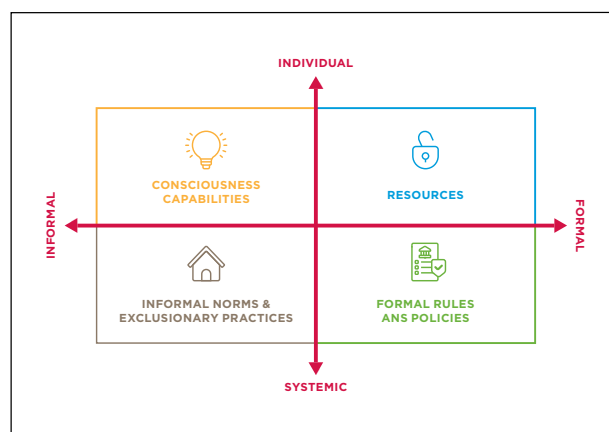 INDIVIDUAL
CONSCIOUSNESS
CAPABILITIES
RESOURCES
INFORMAL
FORMAL
INFORMAL NORMS &
EXCLUSIONARY PRACTICES
FORMAL RULES
ANS POLICIES
SYSTEMIC